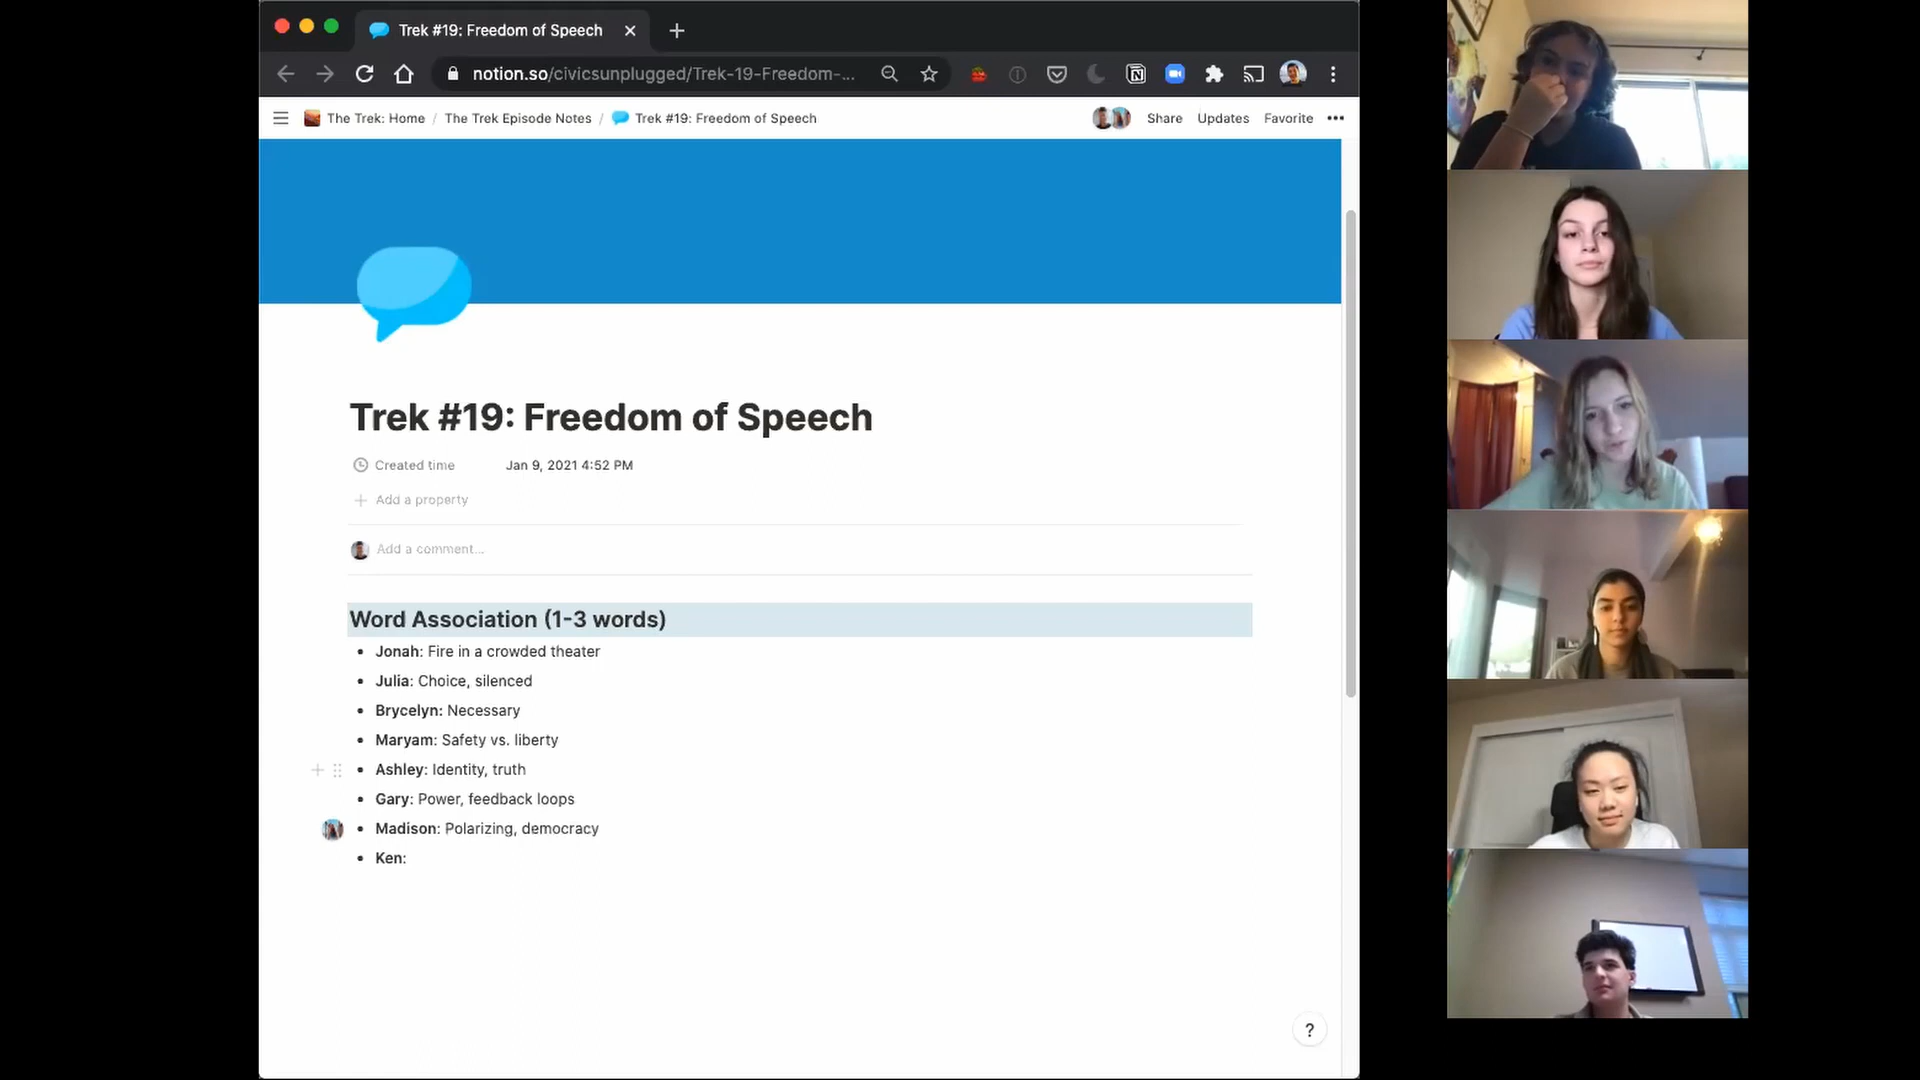 Trek #19: Freedom of Speech
notion.so/civicsunplugged/Trek-19-Freedom-...
The Trek: Home / The Trek Episode Notes / Trek #19: Freedom of Speech
Share Updates Favorite
Trek #19: Freedom of Speech
Created time Jan 9, 2021 4:52 PM
Add a property
Add a comment...
Word Association (1-3 words)
Jonah: Fire in a crowded theater
Julia: Choice, silenced
Brycelyn: Necessary
Maryam: Safety vs. liberty
Ashley: Identity, truth
Gary: Power, feedback loops
Madison: Polarizing, democracy
Ken:
?